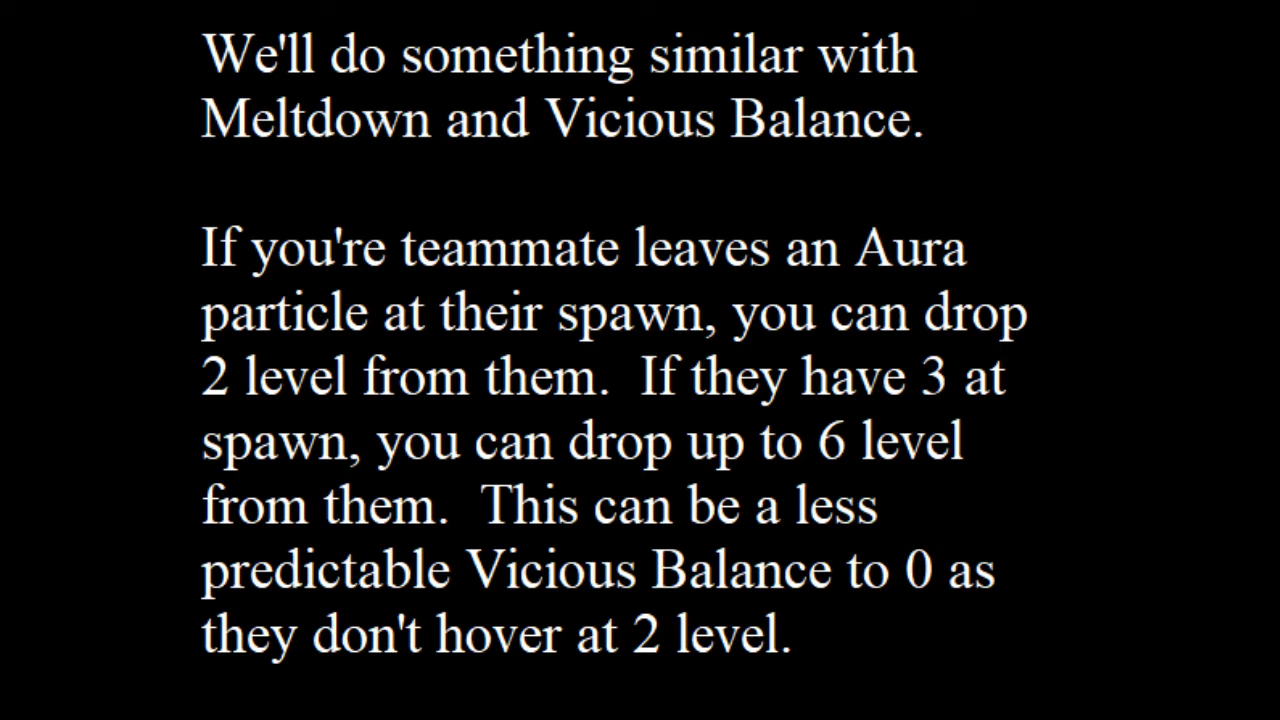 We'll do something similar with
Meltdown and Vicious Balance.
If you're teammate leaves an Aura
particle at their spawn, you can drop
2 level from them.  If they have 3 at
spawn, you can drop up to 6 level
from them.  This can be a less
predictable Vicious Balance to 0 as
they don't hover at 2 level.